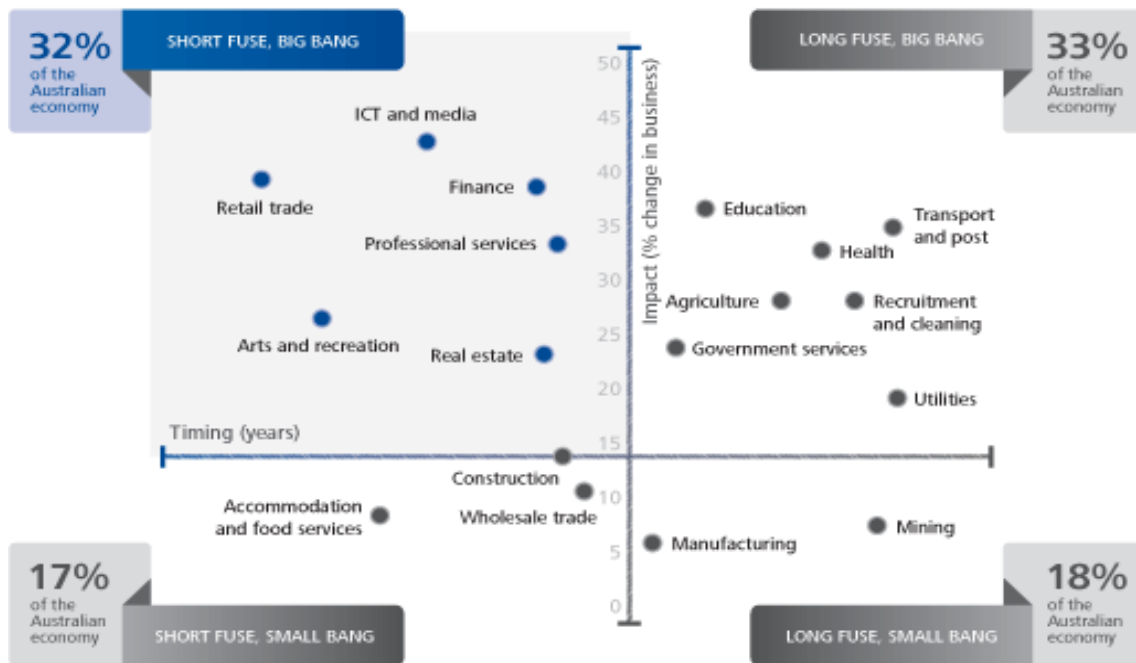 32%
of the
Australian
economy
SHORT FUSE, BIG BANG
LONG FUSE, BIG BANG
33%
of the
Australian
economy
Impact (% change in business)
50
45
40
35
30
25
20
15
10
5
0
ICT and media
Finance
Retail trade
Professional services
Arts and recreation
Real estate
Education
Transport
and post
Health
Agriculture
Recruitment
and cleaning
Government services
Utilities
Timing (years)
Construction
Accommodation
and food services
Wholesale trade
Manufacturing
Mining
17%
of the
Australian
economy
SHORT FUSE, SMALL BANG
LONG FUSE, SMALL BANG
18%
of the
Australian
economy